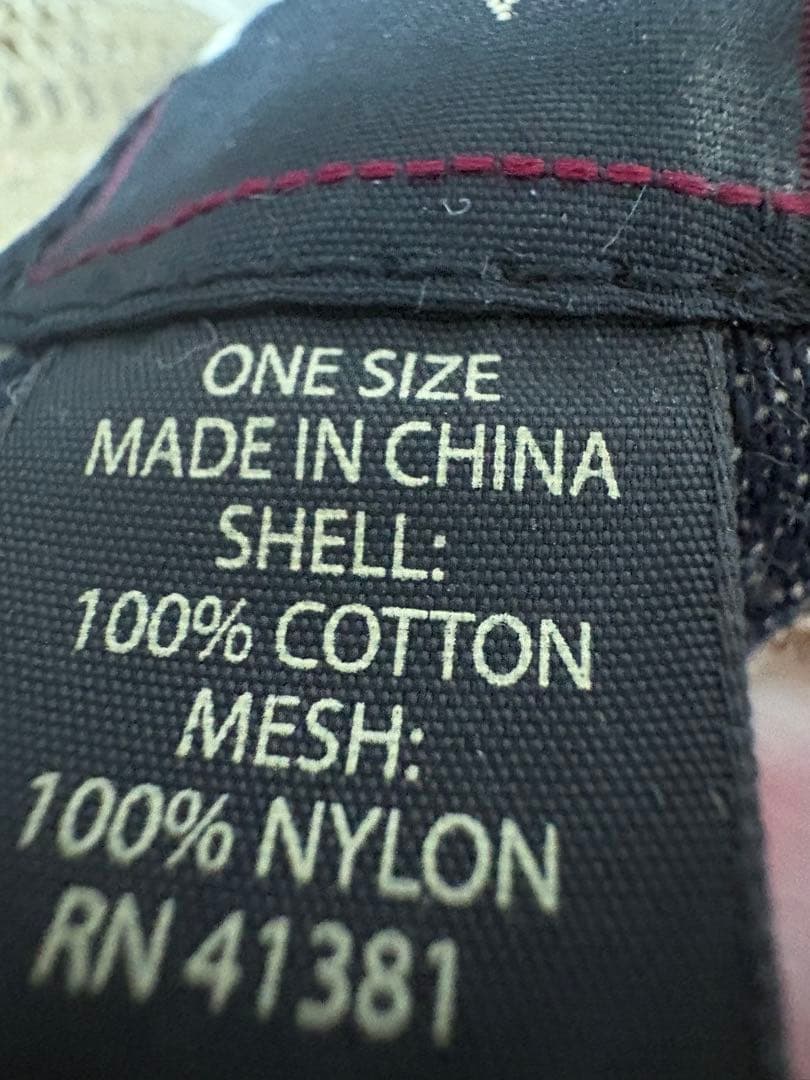 ONE SIZE
MADE IN CHINA
SHELL:
100% COTTON
MESH:
100% NYLON
RN 41381